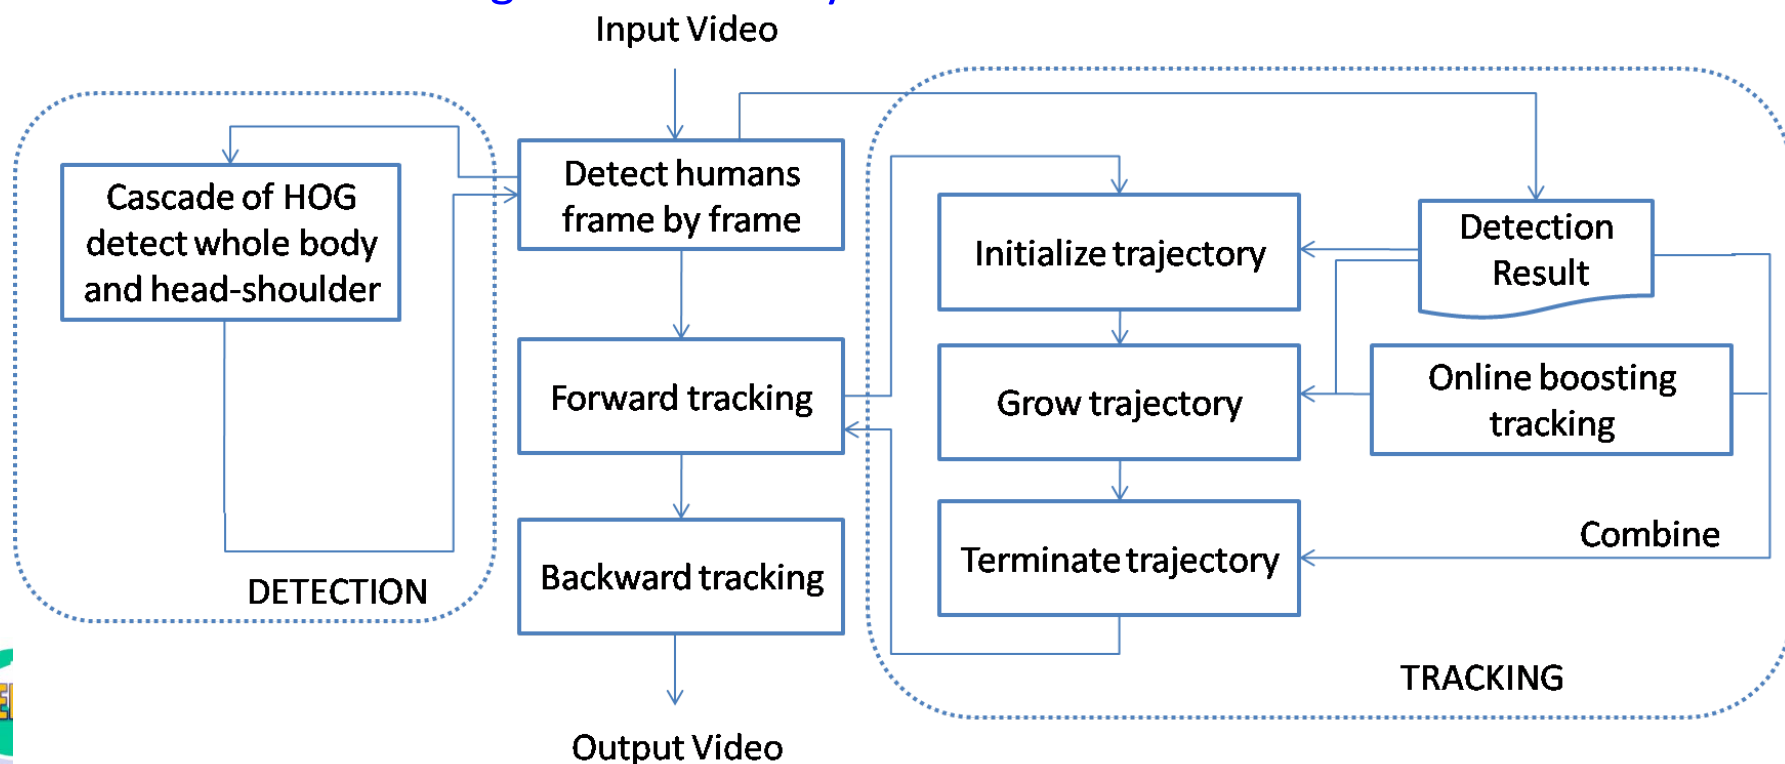 Input Video
Detect humans
frame by frame
Cascade of HOG
detect whole body
and head-shoulder
DETECTION
Forward tracking
Backward tracking
Output Video
Initialize trajectory
Detection
Result
Grow trajectory
Online boosting
tracking
Terminate trajectory
Combine
TRACKING